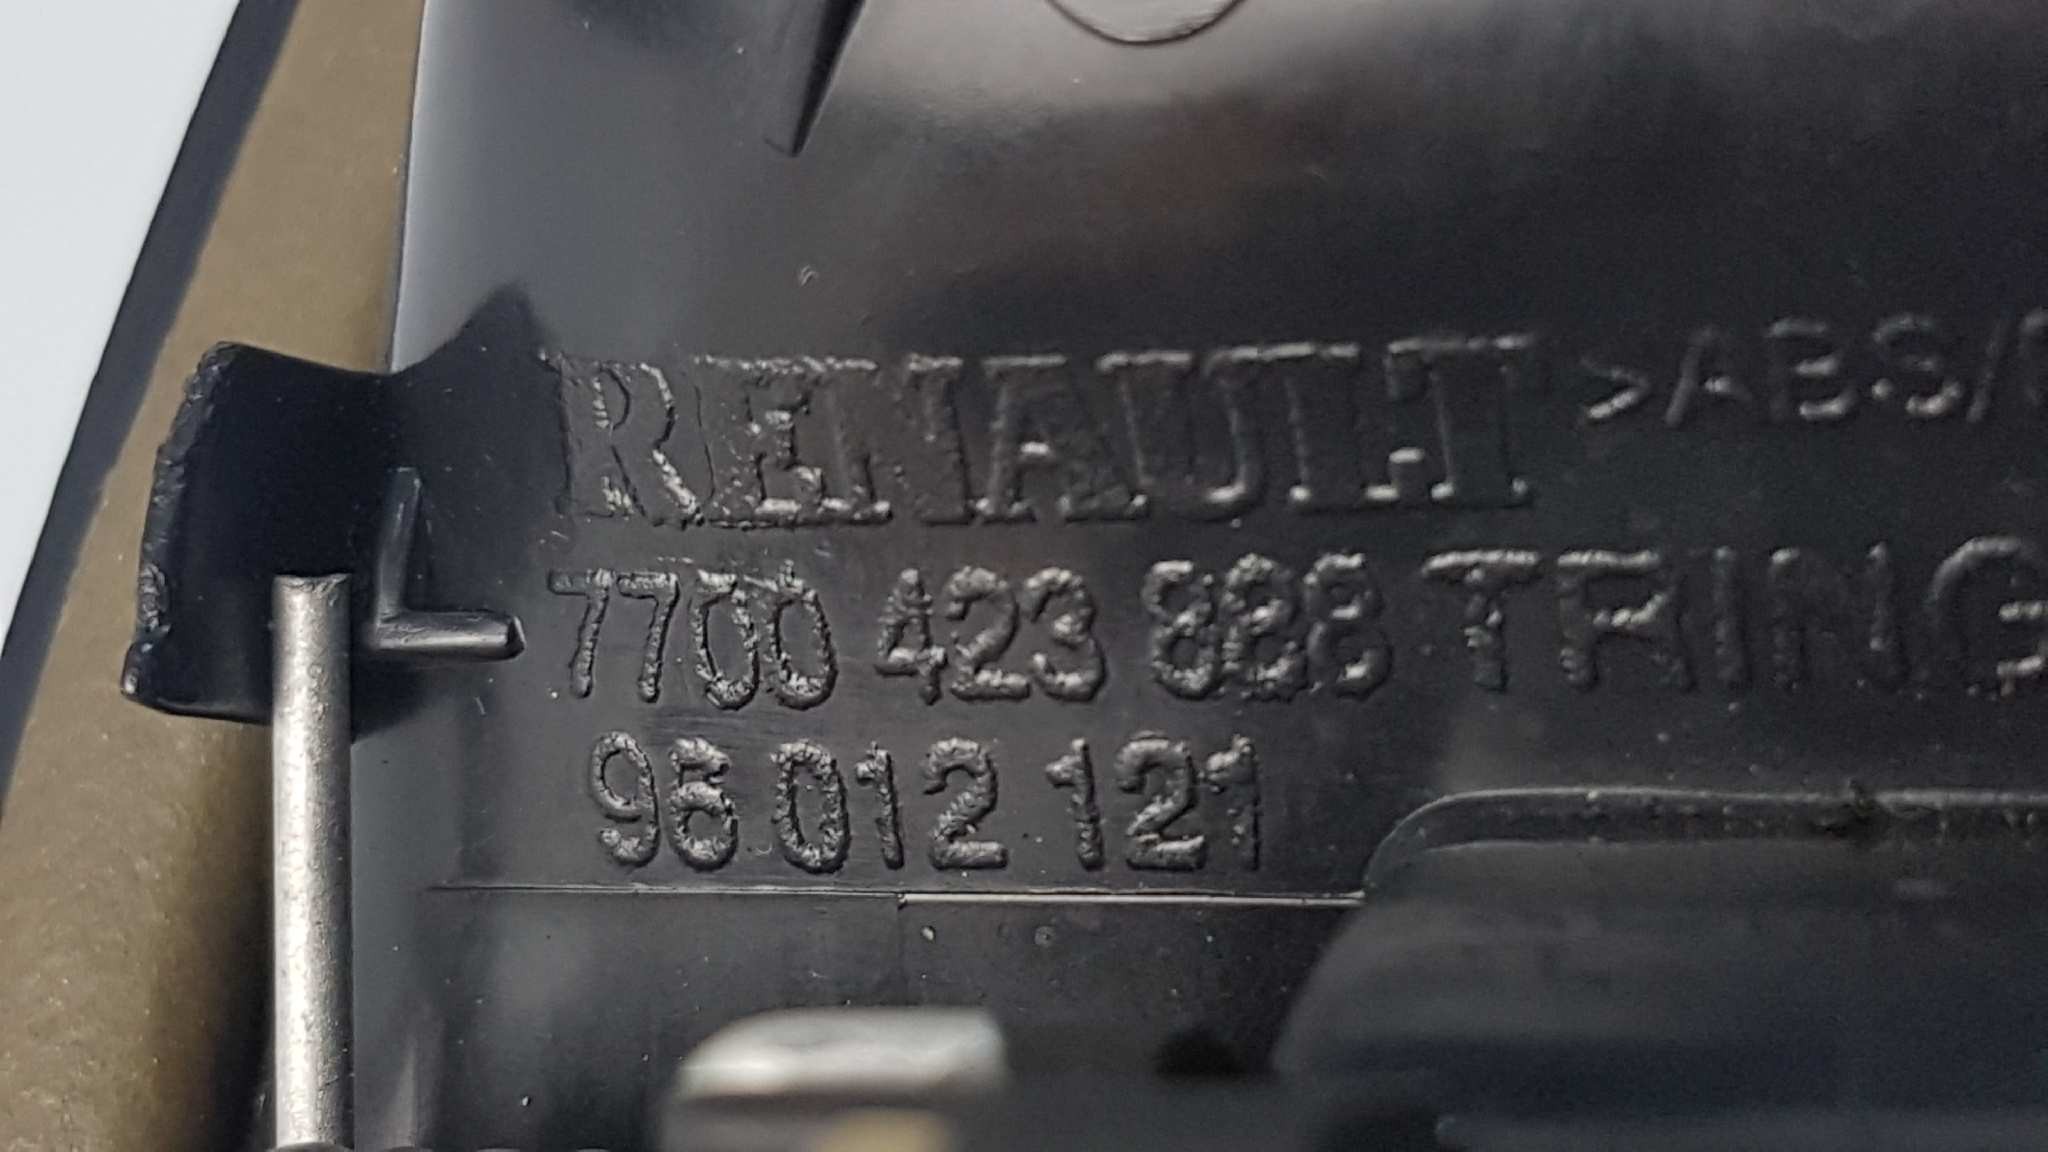 RENAULT >ABS/
7700 423 888 TRING
96 012 121